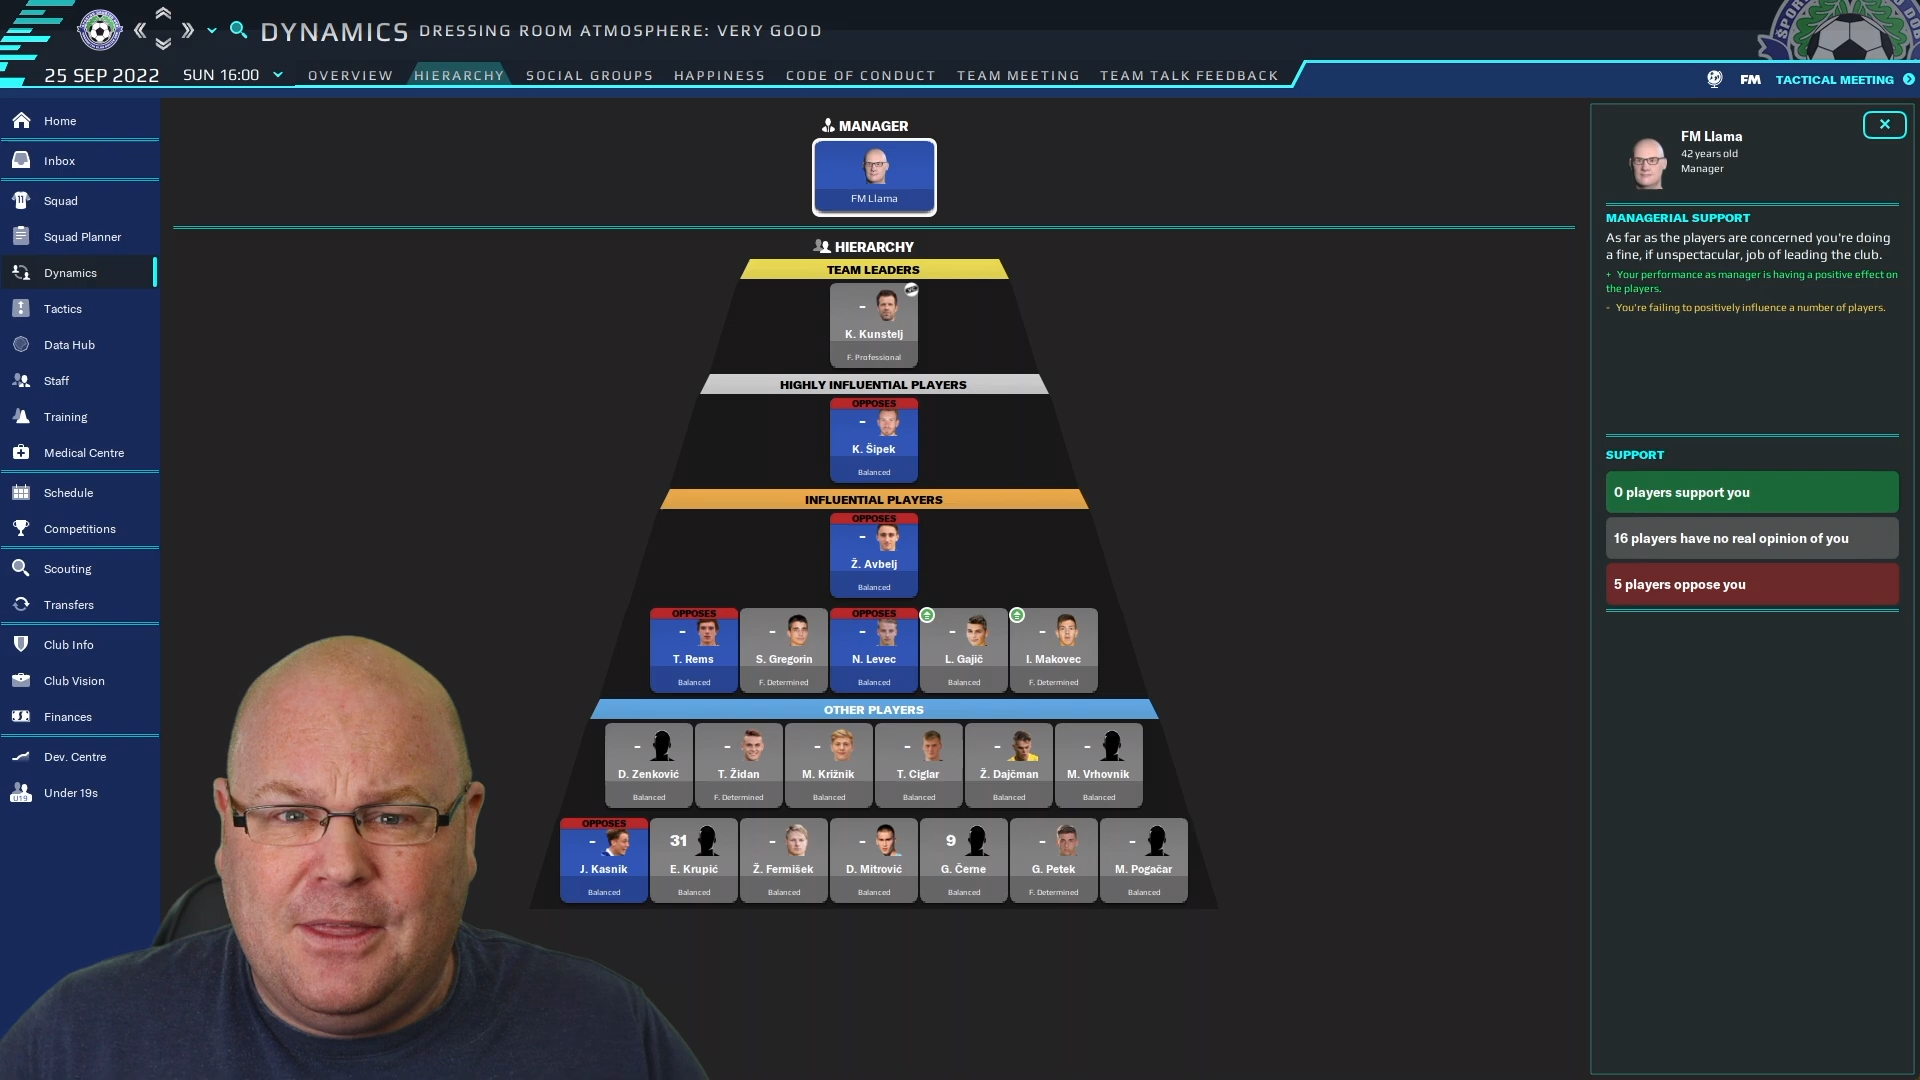 DYNAMICS DRESSING ROOM ATMOSPHERE: VERY GOOD
25 SEP 2022 SUN 16:00 OVERVIEW HIERARCHY SOCIAL GROUPS HAPPINESS CODE OF CONDUCT TEAM MEETING TEAM TALK FEEDBACK
FM TACTICAL MEETING
Home
Inbox
11 Squad
Squad Planner
Dynamics
Tactics
Data Hub
Staff
Training
Medical Centre
Schedule
Competitions
Scouting
Transfers
Club Info
Club Vision
Finances
Dev. Centre
U19 Under 19s
MANAGER
FM Llama
HIERARCHY
TEAM LEADERS
-
K. Kunstelj
F. Professional
HIGHLY INFLUENTIAL PLAYERS
OPPOSES
-
K. Šipek
Balanced
INFLUENTIAL PLAYERS
OPPOSES
-
Ž. Avbelj
Balanced
OPPOSES OPPOSES
- - - - -
T. Rems S. Gregorin N. Levec L. Gajič I. Makovec
Balanced F. Determined Balanced Balanced F. Determined
OTHER PLAYERS
- - - - - -
D. Zenković T. Židan M. Križnik T. Ciglar Ž. Dajčman M. Vrhovnik
Balanced F. Determined Balanced Balanced Balanced Balanced
OPPOSES
- 31 - - 9 - -
J. Kasnik E. Krupić Ž. Fermišek D. Mitrović G. Černe G. Petek M. Pogačar
Balanced Balanced Balanced Balanced Balanced F. Determined Balanced
FM Llama
42 years old
Manager
MANAGERIAL SUPPORT
As far as the players are concerned you're doing
a fine, if unspectacular, job of leading the club.
+ Your performance as manager is having a positive effect on
the players.
- You're failing to positively influence a number of players.
SUPPORT
0 players support you
16 players have no real opinion of you
5 players oppose you